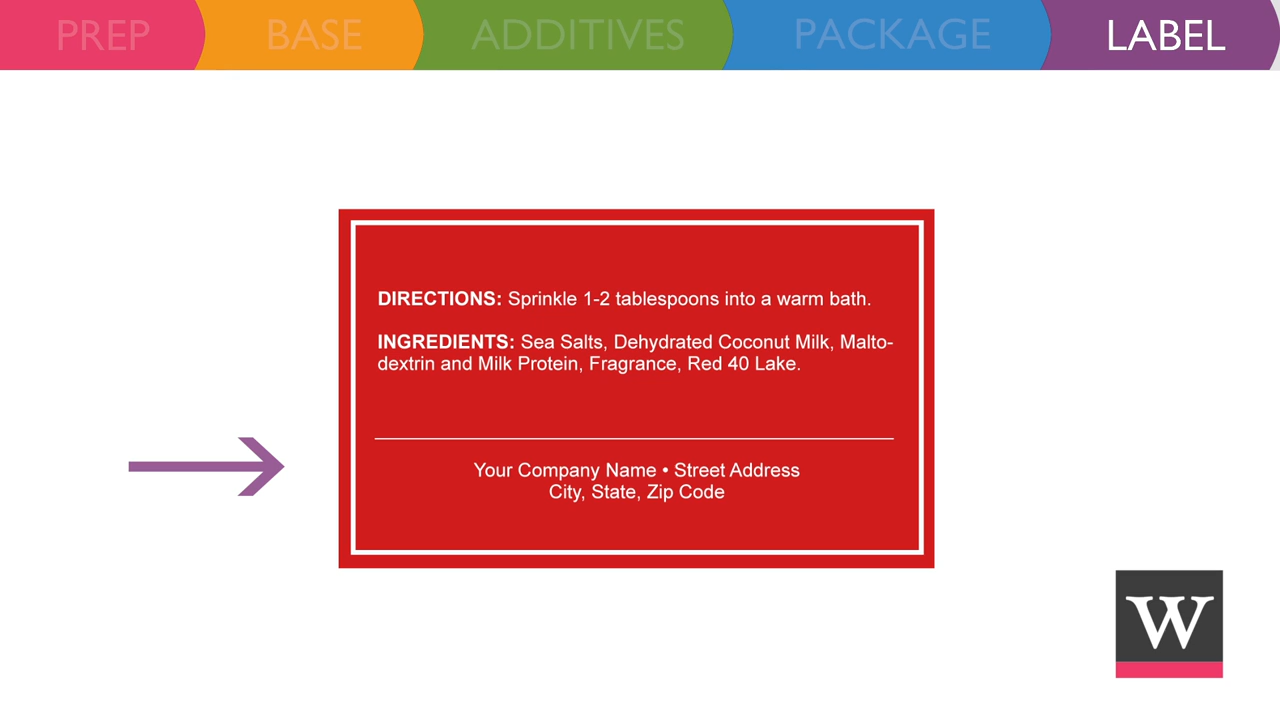 PREP BASE ADDITIVES PACKAGE LABEL
DIRECTIONS: Sprinkle 1-2 tablespoons into a warm bath.
INGREDIENTS: Sea Salts, Dehydrated Coconut Milk, Malto-
dextrin and Milk Protein, Fragrance, Red 40 Lake.
Your Company Name • Street Address
City, State, Zip Code
W